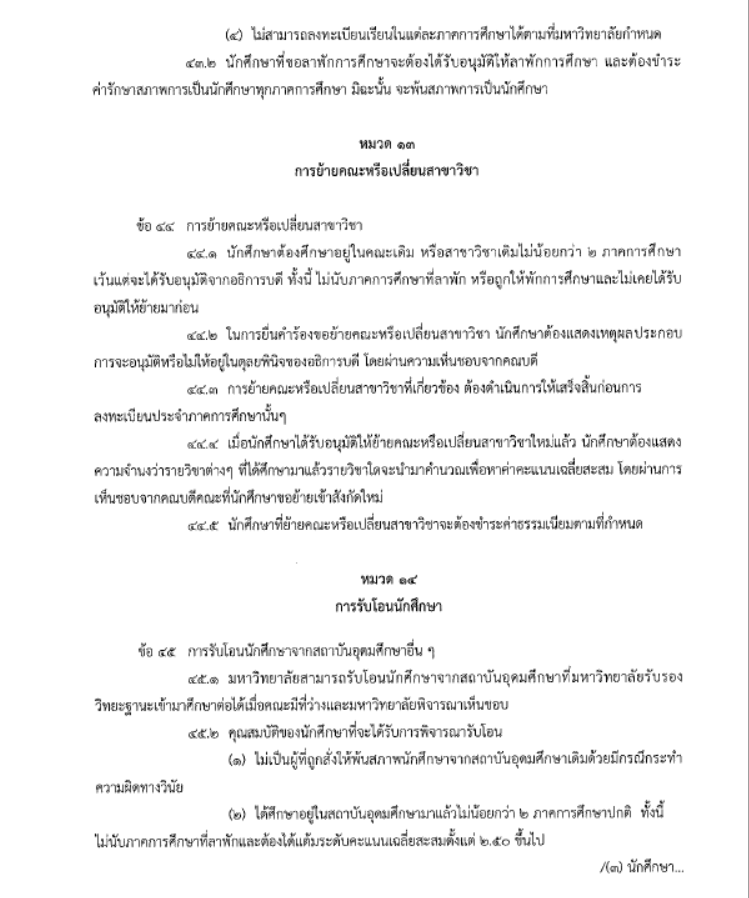 (๔) ไม่สามารถลงทะเบียนเรียนในแต่ละภาคการศึกษาได้ตามที่มหาวิทยาลัยกำหนด
๔๓.๒ นักศึกษาที่ขอลาพักการศึกษาจะต้องได้รับอนุมัติให้ลาพักการศึกษา และต้องชำระ
ค่ารักษาสภาพการเป็นนักศึกษาทุกภาคการศึกษา มิฉะนั้น จะพ้นสภาพการเป็นนักศึกษา
หมวด ๑๓
การย้ายคณะหรือเปลี่ยนสาขาวิชา
ข้อ ๔๔ การย้ายคณะหรือเปลี่ยนสาขาวิชา
๔๔.๑ นักศึกษาต้องศึกษาอยู่ในคณะเดิม หรือสาขาวิชาเดิมไม่น้อยกว่า ๒ ภาคการศึกษา
เว้นแต่จะได้รับอนุมัติจากอธิการบดี ทั้งนี้ ไม่นับภาคการศึกษาที่ลาพัก หรือถูกให้พักการศึกษาและไม่เคยได้รับ
อนุมัติให้ย้ายมาก่อน
๔๔.๒ ในการยื่นคำร้องขอย้ายคณะหรือเปลี่ยนสาขาวิชา นักศึกษาต้องแสดงเหตุผลประกอบ
การจะอนุมัติหรือไม่ให้อยู่ในดุลยพินิจของอธิการบดี โดยผ่านความเห็นชอบจากคณบดี
๔๔.๓ การย้ายคณะหรือเปลี่ยนสาขาวิชาที่เกี่ยวข้อง ต้องดำเนินการให้เสร็จสิ้นก่อนการ
ลงทะเบียนประจำภาคการศึกษานั้นๆ
๔๔.๔ เมื่อนักศึกษาได้รับอนุมัติให้ย้ายคณะหรือเปลี่ยนสาขาวิชาใหม่แล้ว นักศึกษาต้องแสดง
ความจำนงว่ารายวิชาต่างๆ ที่ได้ศึกษามาแล้วรายวิชาใดจะนำมาคำนวณเพื่อหาค่าคะแนนเฉลี่ยสะสม โดยผ่านการ
เห็นชอบจากคณบดีคณะที่นักศึกษาขอย้ายเข้าสังกัดใหม่
๔๔.๕ นักศึกษาที่ย้ายคณะหรือเปลี่ยนสาขาวิชาจะต้องชำระค่าธรรมเนียมตามที่กำหนด
หมวด ๑๔
การรับโอนนักศึกษา
ข้อ ๔๕ การรับโอนนักศึกษาจากสถาบันอุดมศึกษาอื่น ๆ
๔๕.๑ มหาวิทยาลัยสามารถรับโอนนักศึกษาจากสถาบันอุดมศึกษาที่มหาวิทยาลัยรับรอง
วิทยะฐานะเข้ามาศึกษาต่อได้เมื่อคณะมีที่ว่างและมหาวิทยาลัยพิจารณาเห็นชอบ
๔๕.๒ คุณสมบัติของนักศึกษาที่จะได้รับการพิจารณารับโอน
(๑) ไม่เป็นผู้ที่ถูกสั่งให้พ้นสภาพนักศึกษาจากสถาบันอุดมศึกษาเดิมด้วยมีกรณีกระทำ
ความผิดทางวินัย
(๒) ได้ศึกษาอยู่ในสถาบันอุดมศึกษามาแล้วไม่น้อยกว่า ๒ ภาคการศึกษาปกติ ทั้งนี้
ไม่นับภาคการศึกษาที่ลาพักและต้องได้แต้มระดับคะแนนเฉลี่ยสะสมตั้งแต่ ๒.๕๐ ขึ้นไป
/(๓) นักศึกษา...